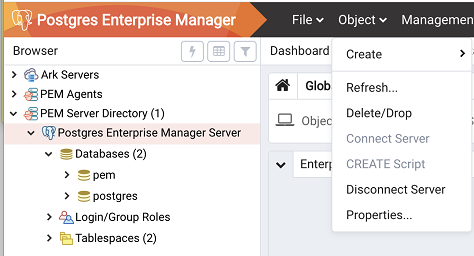 Postgres Enterprise Manager
File
Object
Management
Browser
Dashboard
Create
Ark Servers
Glob
Refresh...
PEM Agents
Delete/Drop
PEM Server Directory (1)
Objec
Connect Server
Postgres Enterprise Manager Server
CREATE Script
Databases (2)
Enterp
pem
Disconnect Server
postgres
Properties...
Login/Group Roles
Tablespaces (2)